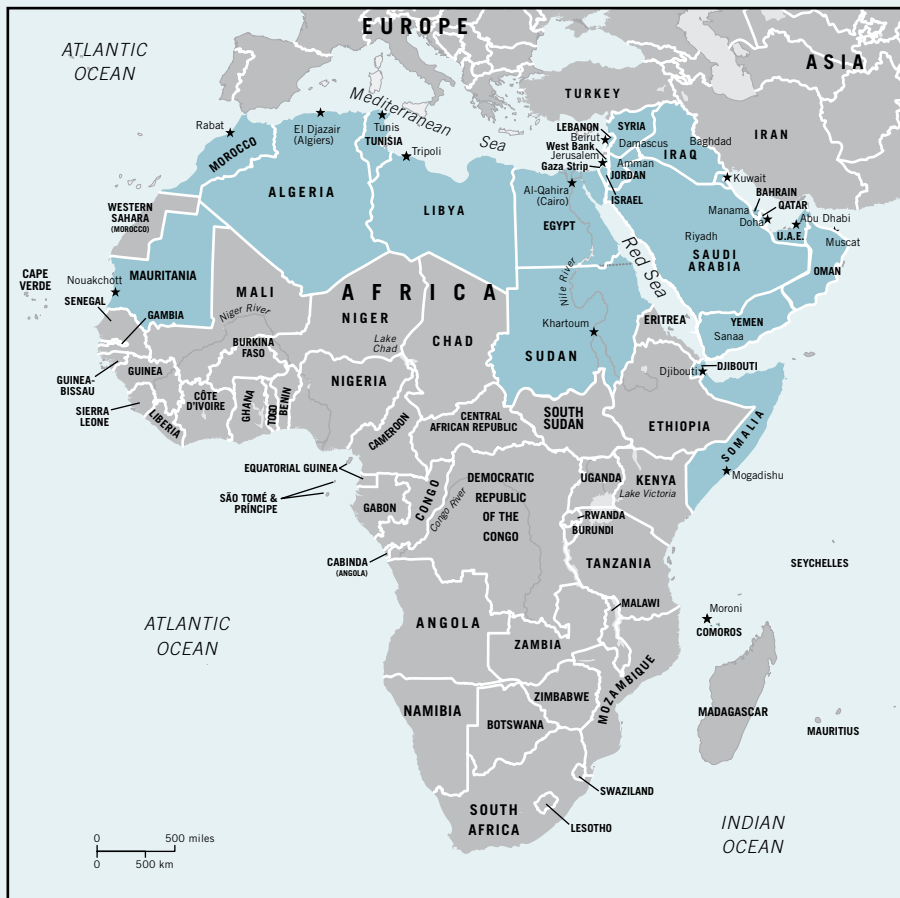 EUROPE
ATLANTIC
OCEAN
ASIA
TURKEY
Mediterranean
Sea
IRAN
Rabat
El Djazair
(Algiers)
Tunis
TUNISIA
Tripoli
LEBANON
Beirut
SYRIA
Damascus
West Bank
Jerusalem
Gaza Strip
Baghdad
IRAQ
Amman
JORDAN
ISRAEL
Kuwait
MOROCCO
ALGERIA
LIBYA
Al-Qahira
(Cairo)
EGYPT
BAHRAIN
QATAR
Manama
Doha
Abu Dhabi
U.A.E.
Riyadh
SAUDI
ARABIA
Muscat
OMAN
Red Sea
WESTERN
SAHARA
(MOROCCO)
CAPE
VERDE
Nouakchott
MAURITANIA
SENEGAL
GAMBIA
MALI
Niger River
AFRICA
NIGER
Lake
Chad
CHAD
Nile River
Khartoum
SUDAN
ERITREA
YEMEN
Sanaa
Djibouti
DJIBOUTI
BURKINA
FASO
GUINEA
GUINEA-
BISSAU
SIERRA
LEONE
LIBERIA
CÔTE
D'IVOIRE
GHANA
TOGO
BENIN
NIGERIA
CAMEROON
CENTRAL
AFRICAN REPUBLIC
SOUTH
SUDAN
ETHIOPIA
SOMALIA
Mogadishu
EQUATORIAL GUINEA
SÃO TOMÉ &
PRÍNCIPE
GABON
CONGO
Congo River
DEMOCRATIC
REPUBLIC
OF THE
CONGO
UGANDA
KENYA
Lake Victoria
RWANDA
BURUNDI
TANZANIA
CABINDA
(ANGOLA)
SEYCHELLES
ATLANTIC
OCEAN
ANGOLA
ZAMBIA
MALAWI
Moroni
COMOROS
MOZAMBIQUE
ZIMBABWE
NAMIBIA
BOTSWANA
MADAGASCAR
MAURITIUS
SWAZILAND
SOUTH
AFRICA
LESOTHO
INDIAN
OCEAN
0 500 miles
0 500 km